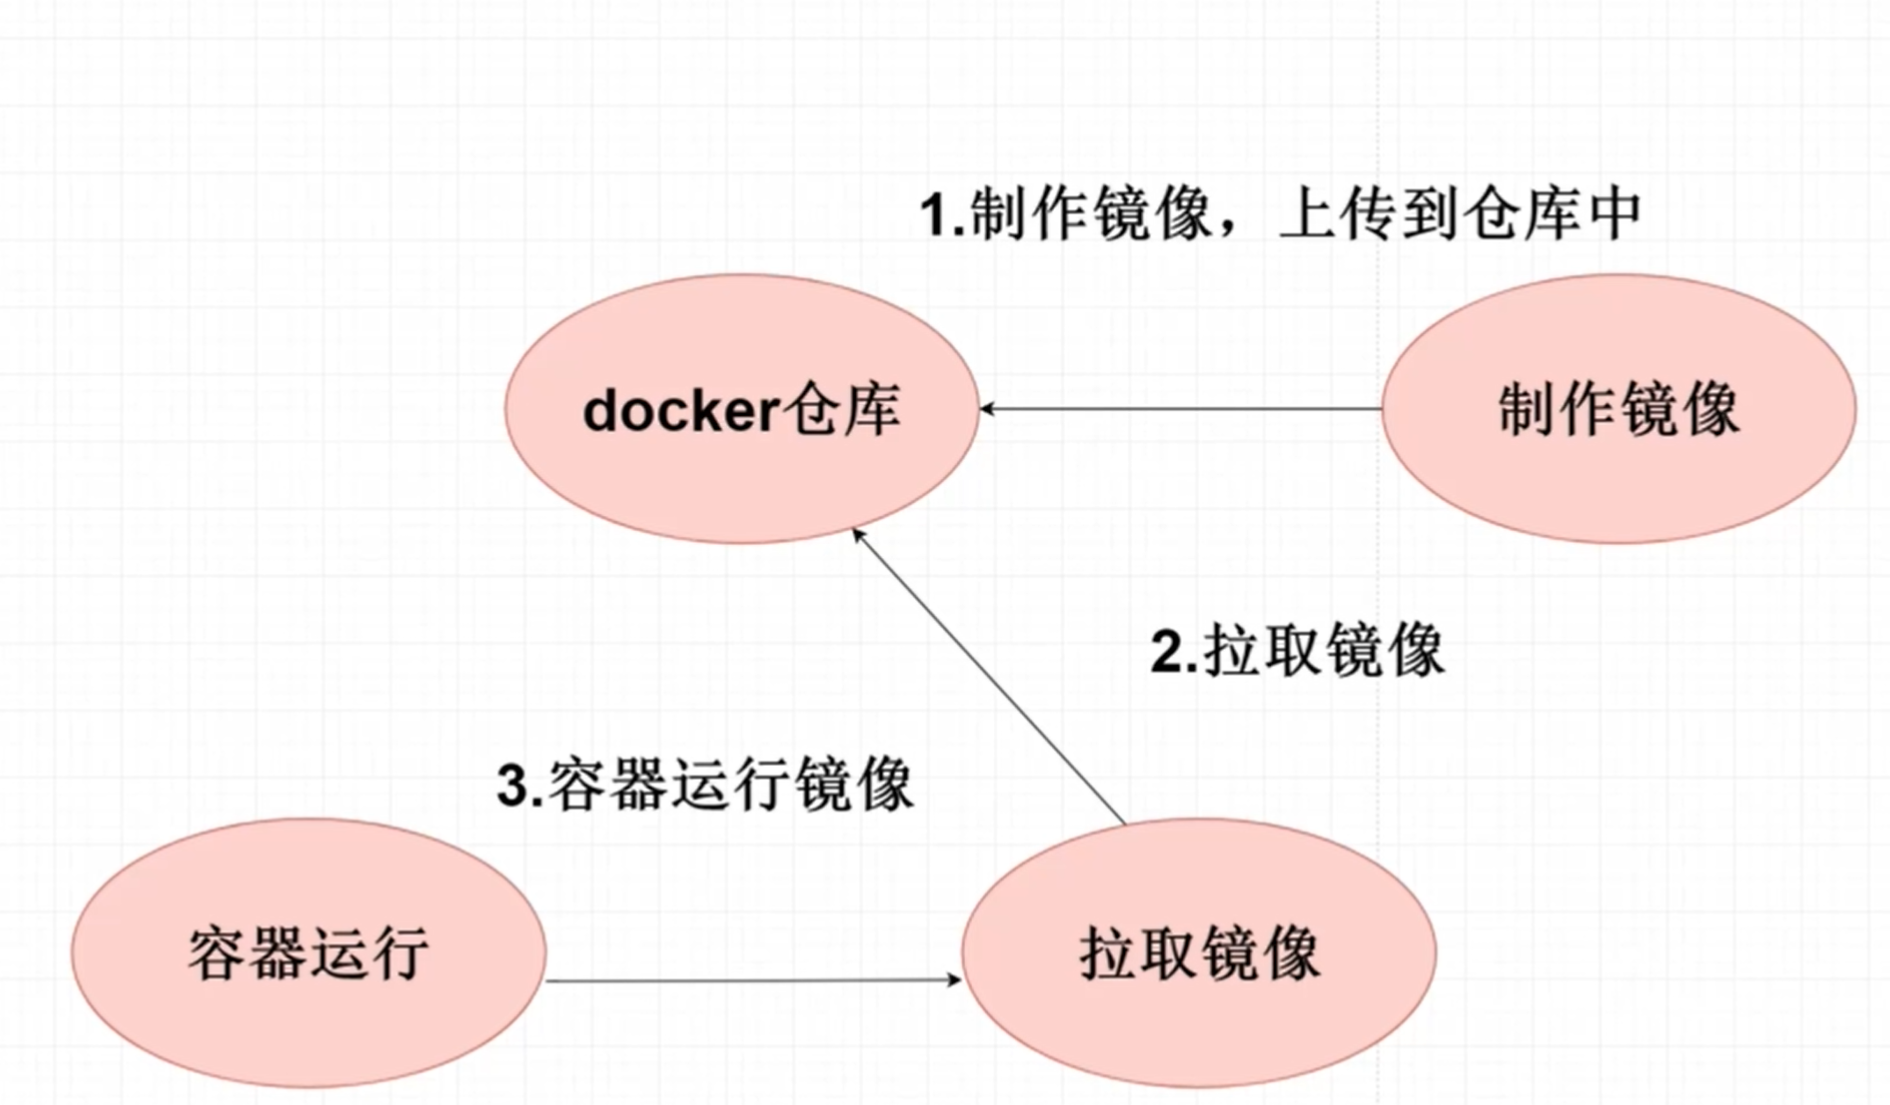 1.制作镜像，上传到仓库中
docker仓库
制作镜像
2.拉取镜像
3.容器运行镜像
容器运行
拉取镜像